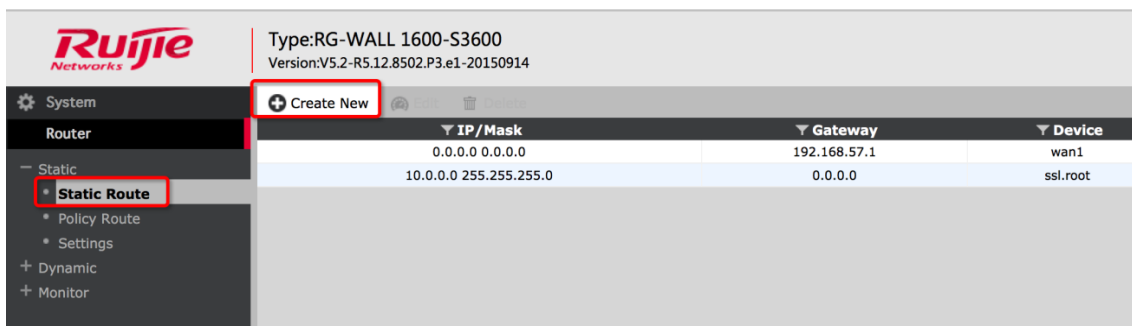 Ruijie
Networks
Type:RG-WALL 1600-S3600
Version:V5.2-R5.12.8502.P3.e1-20150914
System
Create New Edit Delete
Router
IP/Mask Gateway Device
0.0.0.0 0.0.0.0 192.168.57.1 wan1
Static
10.0.0.0 255.255.255.0 0.0.0.0 ssl.root
Static Route
Policy Route
Settings
Dynamic
Monitor